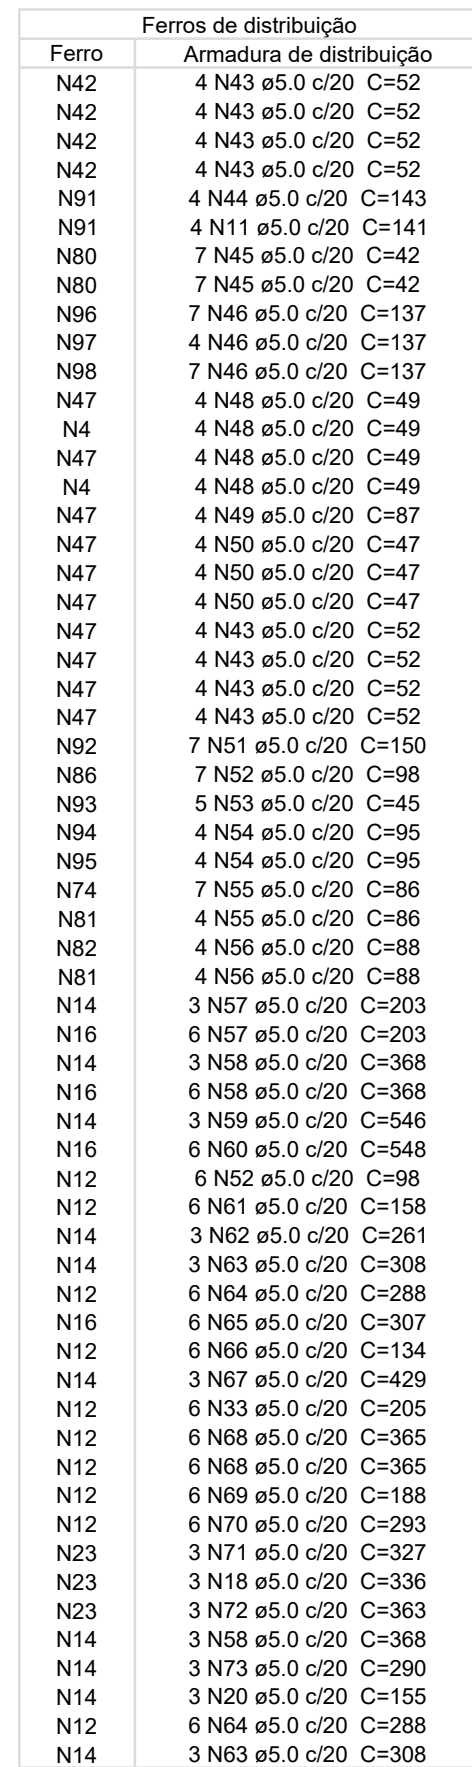 Ferros de distribuição
Ferro Armadura de distribuição
N42 4 N43 ø5.0 c/20 C=52
N42 4 N43 ø5.0 c/20 C=52
N42 4 N43 ø5.0 c/20 C=52
N42 4 N43 ø5.0 c/20 C=52
N91 4 N44 ø5.0 c/20 C=143
N91 4 N11 ø5.0 c/20 C=141
N80 7 N45 ø5.0 c/20 C=42
N80 7 N45 ø5.0 c/20 C=42
N96 7 N46 ø5.0 c/20 C=137
N97 4 N46 ø5.0 c/20 C=137
N98 7 N46 ø5.0 c/20 C=137
N47 4 N48 ø5.0 c/20 C=49
N4 4 N48 ø5.0 c/20 C=49
N47 4 N48 ø5.0 c/20 C=49
N4 4 N48 ø5.0 c/20 C=49
N47 4 N49 ø5.0 c/20 C=87
N47 4 N50 ø5.0 c/20 C=47
N47 4 N50 ø5.0 c/20 C=47
N47 4 N50 ø5.0 c/20 C=47
N47 4 N43 ø5.0 c/20 C=52
N47 4 N43 ø5.0 c/20 C=52
N47 4 N43 ø5.0 c/20 C=52
N47 4 N43 ø5.0 c/20 C=52
N92 7 N51 ø5.0 c/20 C=150
N86 7 N52 ø5.0 c/20 C=98
N93 5 N53 ø5.0 c/20 C=45
N94 4 N54 ø5.0 c/20 C=95
N95 4 N54 ø5.0 c/20 C=95
N74 7 N55 ø5.0 c/20 C=86
N81 4 N55 ø5.0 c/20 C=86
N82 4 N56 ø5.0 c/20 C=88
N81 4 N56 ø5.0 c/20 C=88
N14 3 N57 ø5.0 c/20 C=203
N16 6 N57 ø5.0 c/20 C=203
N14 3 N58 ø5.0 c/20 C=368
N16 6 N58 ø5.0 c/20 C=368
N14 3 N59 ø5.0 c/20 C=546
N16 6 N60 ø5.0 c/20 C=548
N12 6 N52 ø5.0 c/20 C=98
N12 6 N61 ø5.0 c/20 C=158
N14 3 N62 ø5.0 c/20 C=261
N14 3 N63 ø5.0 c/20 C=308
N12 6 N64 ø5.0 c/20 C=288
N16 6 N65 ø5.0 c/20 C=307
N12 6 N66 ø5.0 c/20 C=134
N14 3 N67 ø5.0 c/20 C=429
N12 6 N33 ø5.0 c/20 C=205
N12 6 N68 ø5.0 c/20 C=365
N12 6 N68 ø5.0 c/20 C=365
N12 6 N69 ø5.0 c/20 C=188
N12 6 N70 ø5.0 c/20 C=293
N23 3 N71 ø5.0 c/20 C=327
N23 3 N18 ø5.0 c/20 C=336
N23 3 N72 ø5.0 c/20 C=363
N14 3 N58 ø5.0 c/20 C=368
N14 3 N73 ø5.0 c/20 C=290
N14 3 N20 ø5.0 c/20 C=155
N12 6 N64 ø5.0 c/20 C=288
N14 3 N63 ø5.0 c/20 C=308